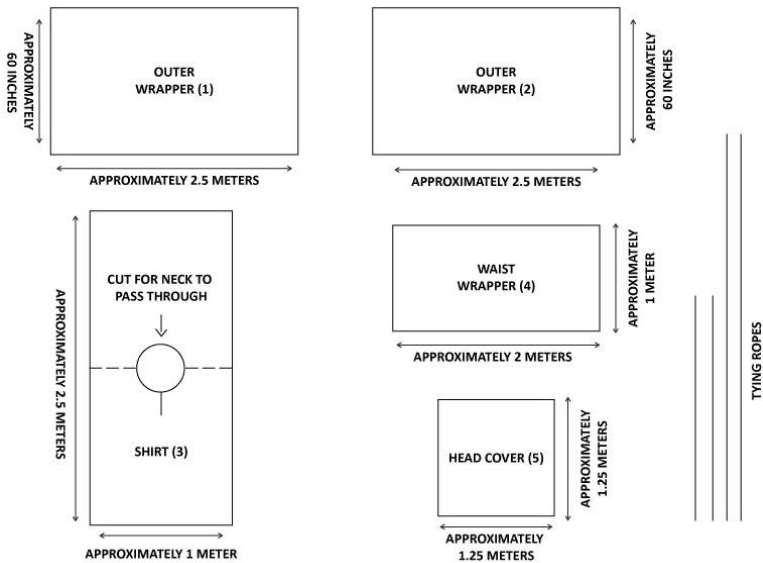 APPROXIMATELY
60 INCHES
OUTER
WRAPPER (1)
APPROXIMATELY 2.5 METERS
OUTER
WRAPPER (2)
APPROXIMATELY
60 INCHES
APPROXIMATELY 2.5 METERS
APPROXIMATELY 2.5
METERS
CUT FOR NECK TO
PASS THROUGH
SHIRT (3)
APPROXIMATELY 1 METER
WAIST
WRAPPER (4)
APPROXIMATELY
1 METER
APPROXIMATELY 2 METERS
HEAD COVER (5)
APPROXIMATELY
1.25 METERS
APPROXIMATELY
1.25 METERS
TYING ROPES